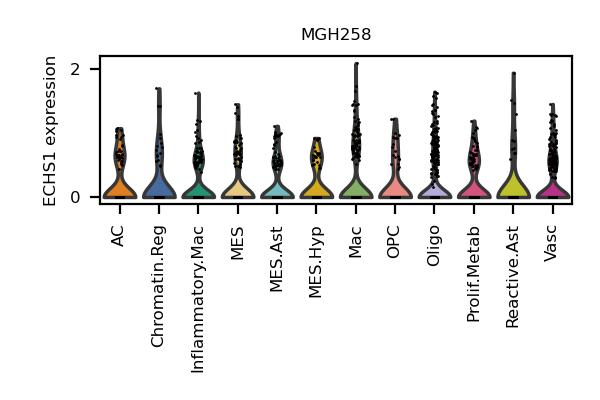 MGH258
ECHS1 expression
2
0
AC
Chromatin.Reg
Inflammatory.Mac
MES
MES.Ast
MES.Hyp
Mac
OPC
Oligo
Prolif.Metab
Reactive.Ast
Vasc